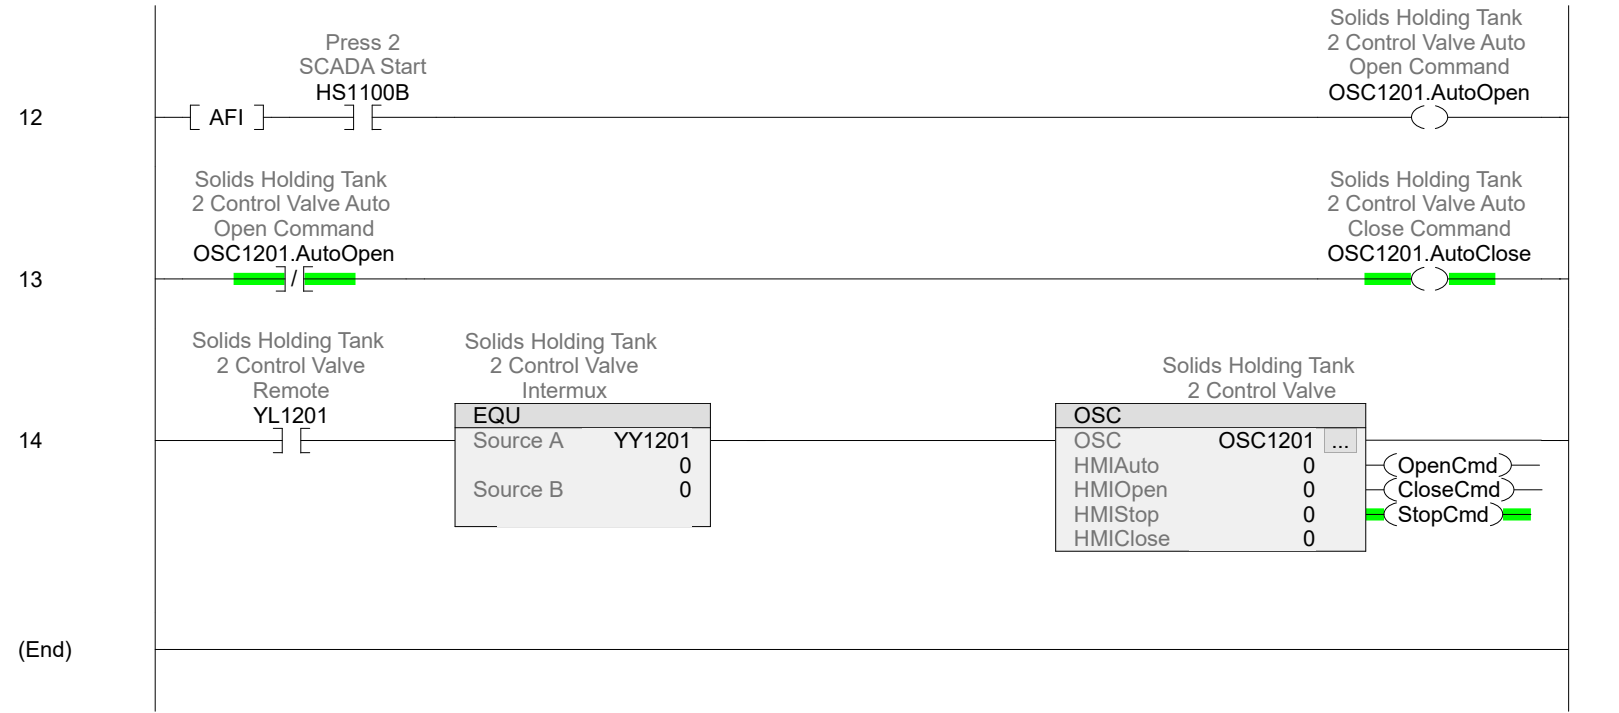 Solids Holding Tank
2 Control Valve Auto
Open Command
OSC1201.AutoOpen
Press 2
SCADA Start
HS1100B
12
AFI
Solids Holding Tank
2 Control Valve Auto
Open Command
OSC1201.AutoOpen
Solids Holding Tank
2 Control Valve Auto
Close Command
OSC1201.AutoClose
13
/
Solids Holding Tank
2 Control Valve
Remote
YL1201
Solids Holding Tank
2 Control Valve
Intermux
Solids Holding Tank
2 Control Valve
14
EQU
Source A YY1201
0
Source B 0
OSC
OSC OSC1201 ...
HMIAuto 0
HMIOpen 0
HMIStop 0
HMIClose 0
OpenCmd
CloseCmd
StopCmd
(End)